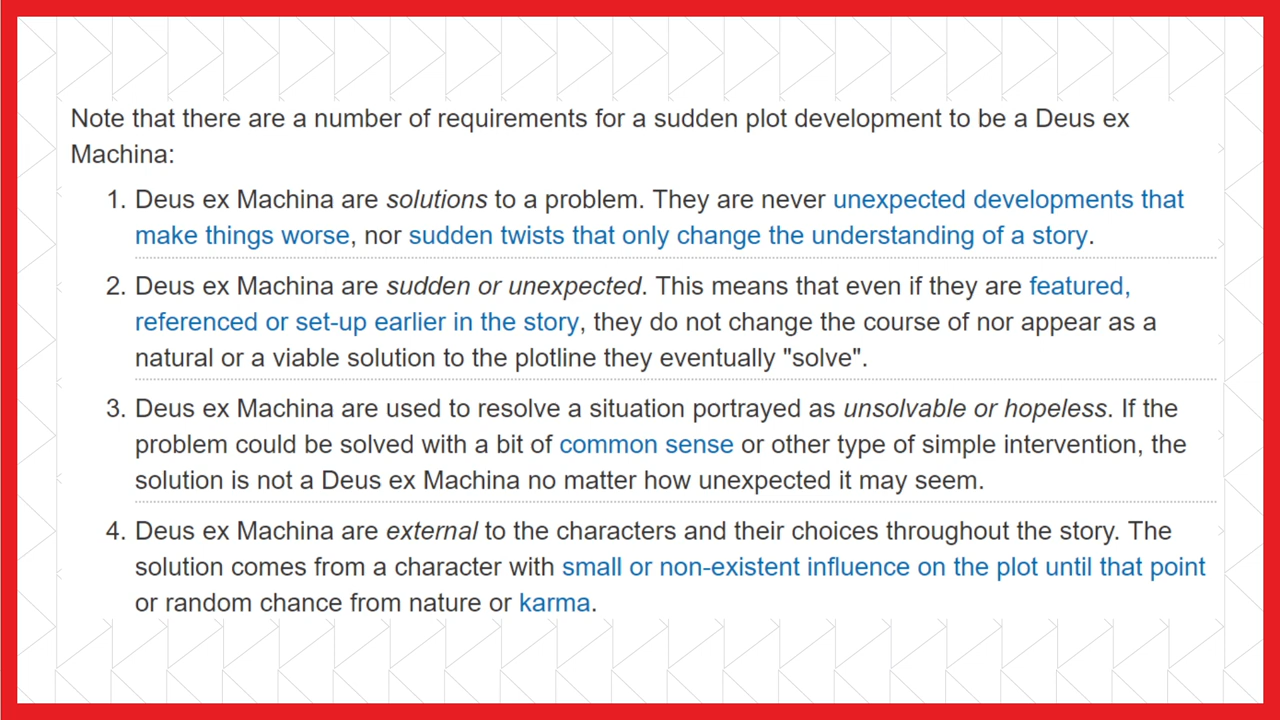 Note that there are a number of requirements for a sudden plot development to be a Deus ex
Machina:
1. Deus ex Machina are solutions to a problem. They are never unexpected developments that
make things worse, nor sudden twists that only change the understanding of a story.
2. Deus ex Machina are sudden or unexpected. This means that even if they are featured,
referenced or set-up earlier in the story, they do not change the course of nor appear as a
natural or a viable solution to the plotline they eventually "solve".
3. Deus ex Machina are used to resolve a situation portrayed as unsolvable or hopeless. If the
problem could be solved with a bit of common sense or other type of simple intervention, the
solution is not a Deus ex Machina no matter how unexpected it may seem.
4. Deus ex Machina are external to the characters and their choices throughout the story. The
solution comes from a character with small or non-existent influence on the plot until that point
or random chance from nature or karma.